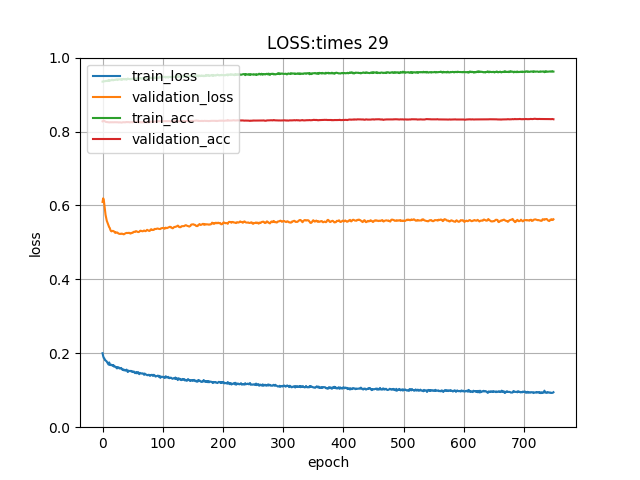 LOSS:times 29
1.0
0.8
0.6
0.4
0.2
0.0
loss
train_loss
validation_loss
train_acc
validation_acc
0 100 200 300 400 500 600 700
epoch